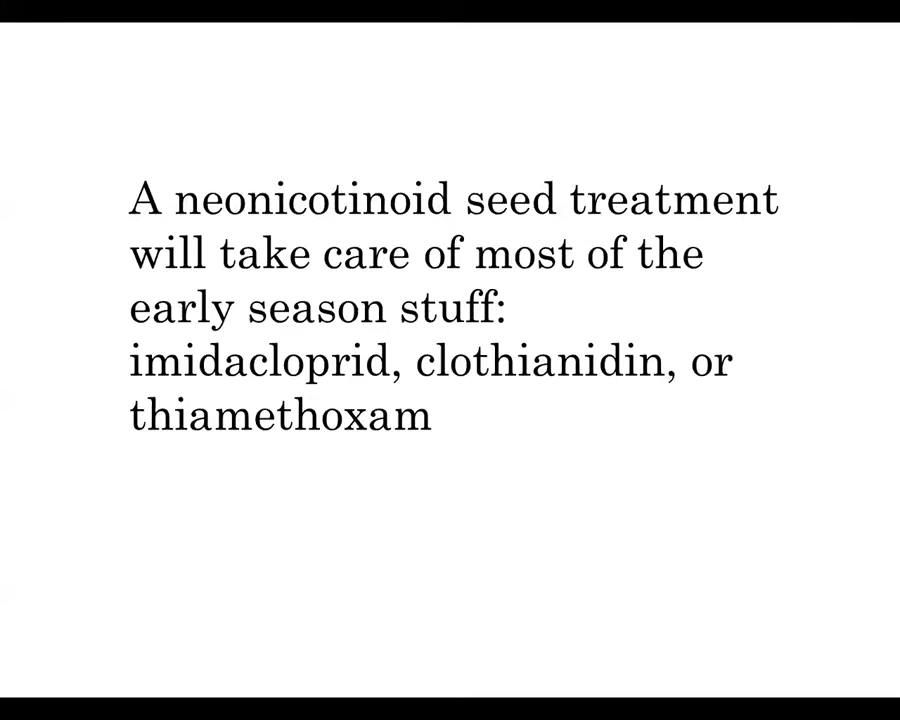 A neonicotinoid seed treatment
will take care of most of the
early season stuff:
imidacloprid, clothianidin, or
thiamethoxam